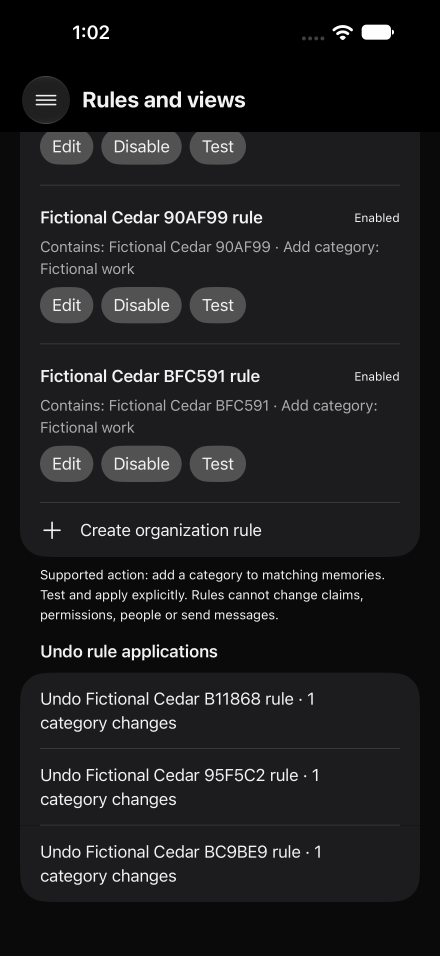 1:02
Rules and views
Edit Disable Test
Fictional Cedar 90AF99 rule Enabled
Contains: Fictional Cedar 90AF99 · Add category:
Fictional work
Edit Disable Test
Fictional Cedar BFC591 rule Enabled
Contains: Fictional Cedar BFC591 · Add category:
Fictional work
Edit Disable Test
Create organization rule
Supported action: add a category to matching memories.
Test and apply explicitly. Rules cannot change claims,
permissions, people or send messages.
Undo rule applications
Undo Fictional Cedar B11868 rule · 1
category changes
Undo Fictional Cedar 95F5C2 rule · 1
category changes
Undo Fictional Cedar BC9BE9 rule · 1
category changes